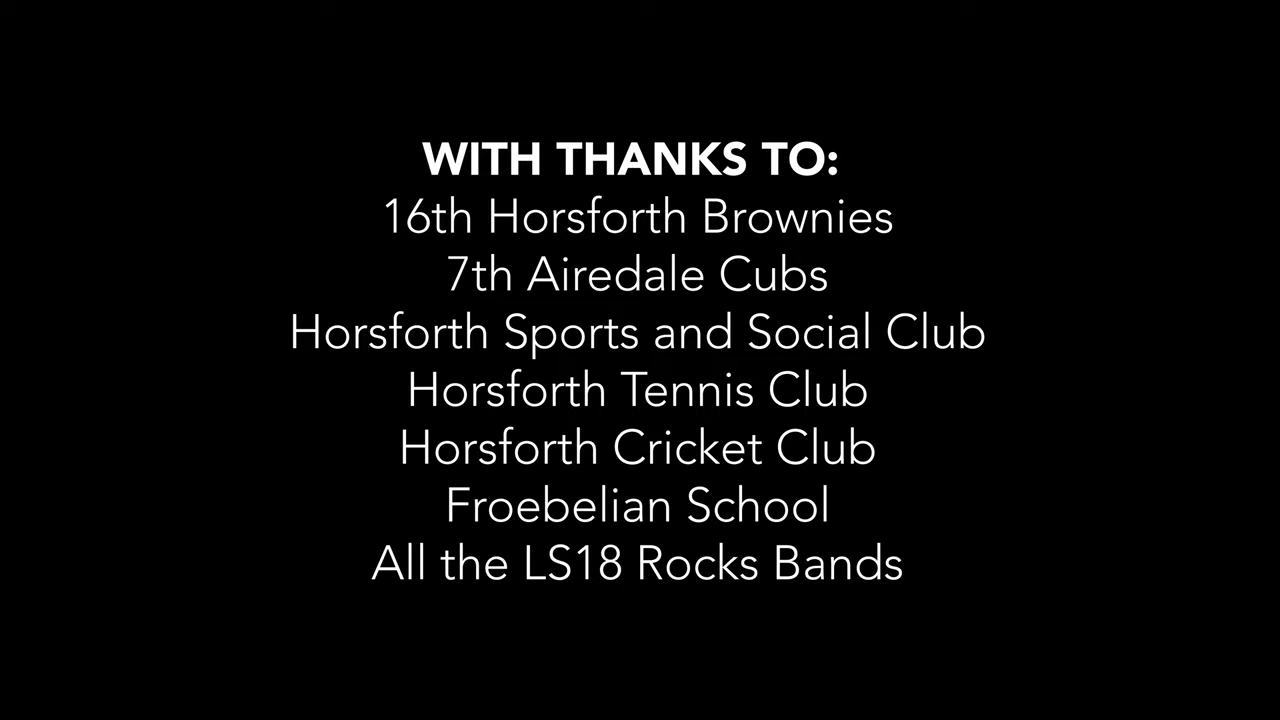 WITH THANKS TO:
16th Horsforth Brownies
7th Airedale Cubs
Horsforth Sports and Social Club
Horsforth Tennis Club
Horsforth Cricket Club
Froebelian School
All the LS18 Rocks Bands